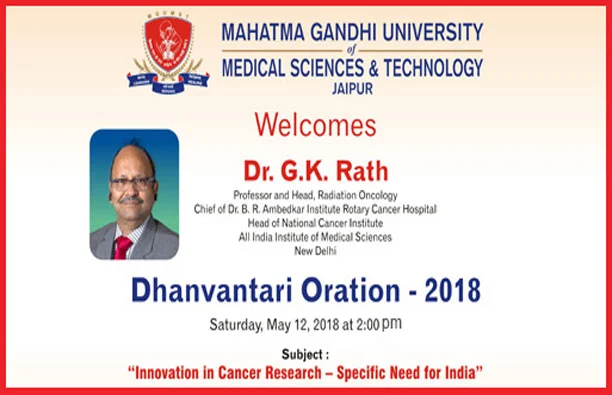 MAHATMA GANDHI UNIVERSITY
of
MEDICAL SCIENCES & TECHNOLOGY
JAIPUR
Welcomes
Dr. G.K. Rath
Professor and Head, Radiation Oncology
Chief of Dr. B. R. Ambedkar Institute Rotary Cancer Hospital
Head of National Cancer Institute
All India Institute of Medical Sciences
New Delhi
Dhanvantari Oration - 2018
Saturday, May 12, 2018 at 2:00 pm
Subject :
“Innovation in Cancer Research – Specific Need for India”